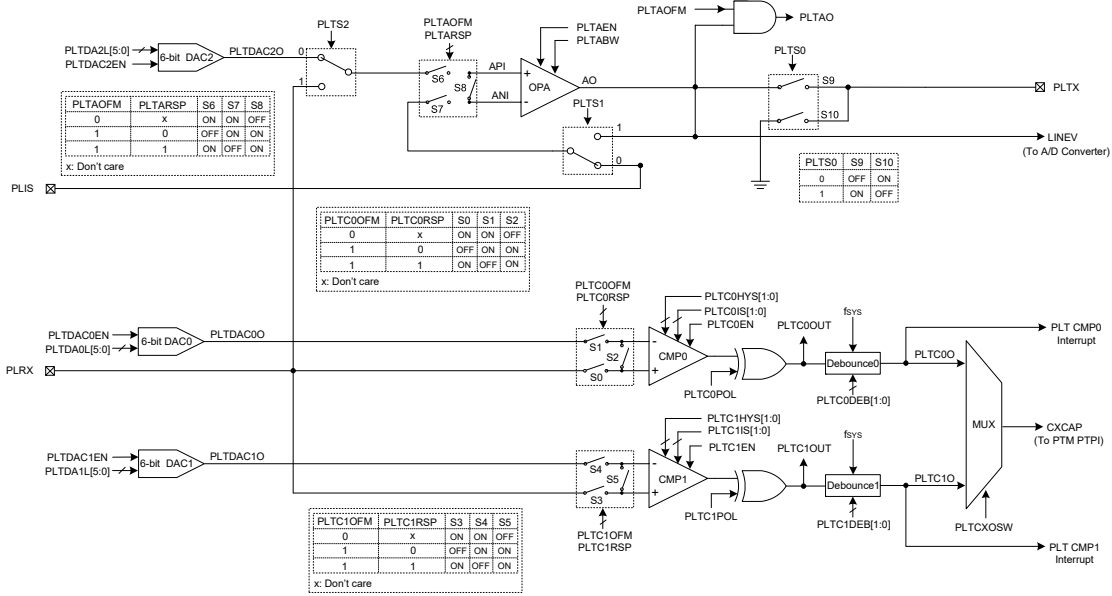 PLTAOFM
PLTAO
PLTS2
PLTAOFM
PLTARSP
PLTAEN
PLTABW
PLTS0
PLTDA2L[5:0]
PLTDAC2EN
6-bit DAC2
PLTDAC2O
0
1
S6
S7
S8
API
ANI
+
-
OPA
AO
S9
S10
PLTX
PLTS1
1
0
LINEV
(To A/D Converter)
PLTAOFM PLTARSP S6 S7 S8
0 x ON ON OFF
1 0 OFF ON ON
1 1 ON OFF ON
x: Don't care
PLTS0 S9 S10
0 OFF ON
1 ON OFF
PLIS
PLTC0OFM PLTC0RSP S0 S1 S2
0 x ON ON OFF
1 0 OFF ON ON
1 1 ON OFF ON
x: Don't care
PLTC0OFM
PLTC0RSP
PLTC0HYS[1:0]
PLTC0IS[1:0]
PLTC0EN
PLTDAC0EN
PLTDA0L[5:0]
6-bit DAC0
PLTDAC0O
S1
S2
S0
-
+
CMP0
PLTC0POL
PLTC0OUT
fSYS
Debounce0
PLTC0DEB[1:0]
PLTC0O
PLT CMP0
Interrupt
PLRX
MUX
CXCAP
(To PTM PTPI)
PLTCXOSW
PLTDAC1EN
PLTDA1L[5:0]
6-bit DAC1
PLTDAC1O
PLTC1HYS[1:0]
PLTC1IS[1:0]
PLTC1EN
S4
S5
S3
-
+
CMP1
PLTC1POL
PLTC1OUT
fSYS
Debounce1
PLTC1DEB[1:0]
PLTC1O
PLTC1OFM
PLTC1RSP
PLT CMP1
Interrupt
PLTC1OFM PLTC1RSP S3 S4 S5
0 x ON ON OFF
1 0 OFF ON ON
1 1 ON OFF ON
x: Don't care